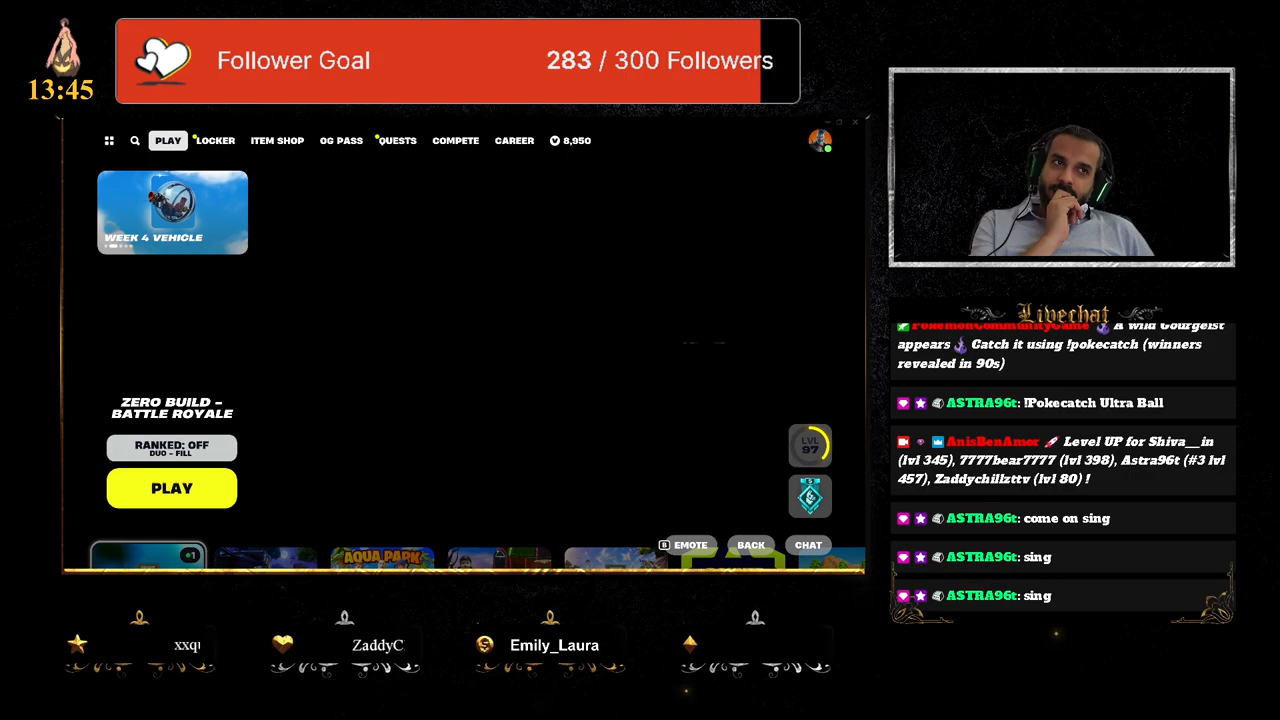 Follower Goal 283 / 300 Followers
13:45
PLAY LOCKER ITEM SHOP OG PASS QUESTS COMPETE CAREER 8,950
WEEK 4 VEHICLE
ZERO BUILD -
BATTLE ROYALE
RANKED: OFF
DUO - FILL
PLAY
LVL
97
AQUA PARK
+1
B EMOTE BACK CHAT
Livechat
PokemonCommunityGame A wild Gourgeist
appears Catch it using !pokecatch (winners
revealed in 90s)
ASTRA96t: !Pokecatch Ultra Ball
AnisBenAmor Level UP for Shiva__in
(lvl 345), 7777bear7777 (lvl 398), Astra96t (#3 lvl
457), Zaddychillzttv (lvl 80) !
ASTRA96t: come on sing
ASTRA96t: sing
ASTRA96t: sing
ZaddyC
Emily_Laura